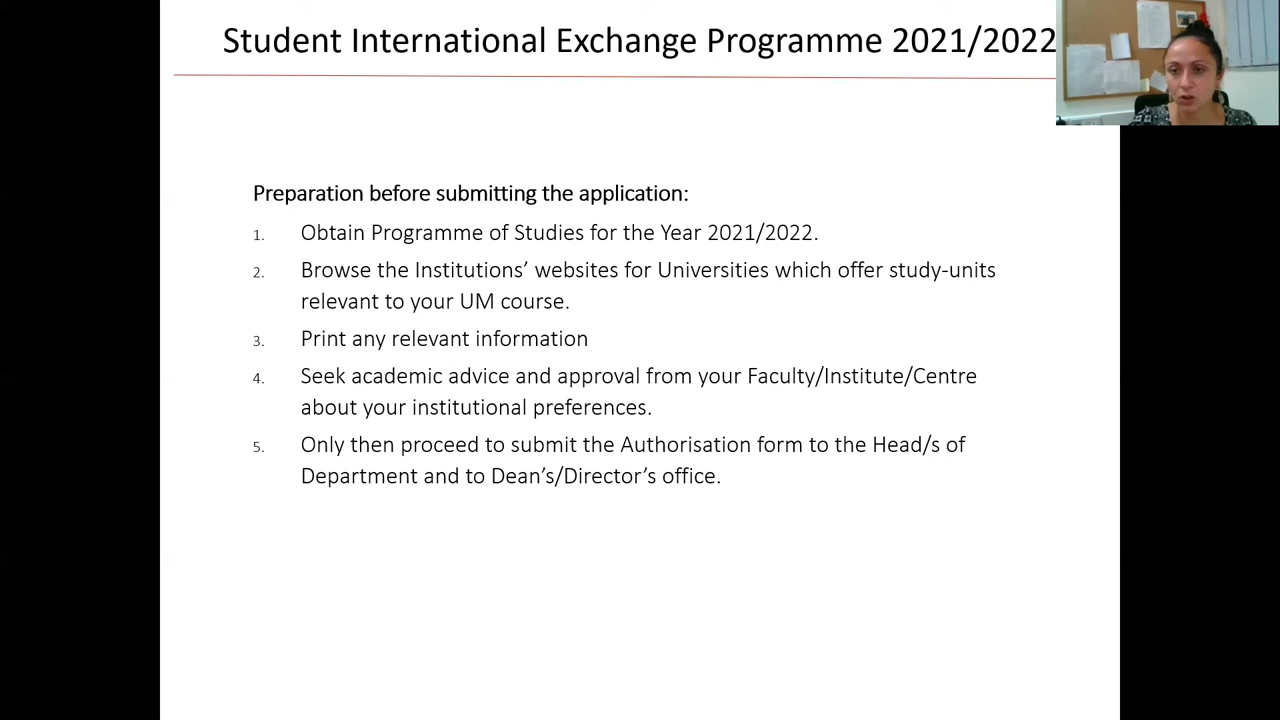 Student International Exchange Programme 2021/2022
Preparation before submitting the application:
1. Obtain Programme of Studies for the Year 2021/2022.
2. Browse the Institutions’ websites for Universities which offer study-units
relevant to your UM course.
3. Print any relevant information
4. Seek academic advice and approval from your Faculty/Institute/Centre
about your institutional preferences.
5. Only then proceed to submit the Authorisation form to the Head/s of
Department and to Dean’s/Director’s office.